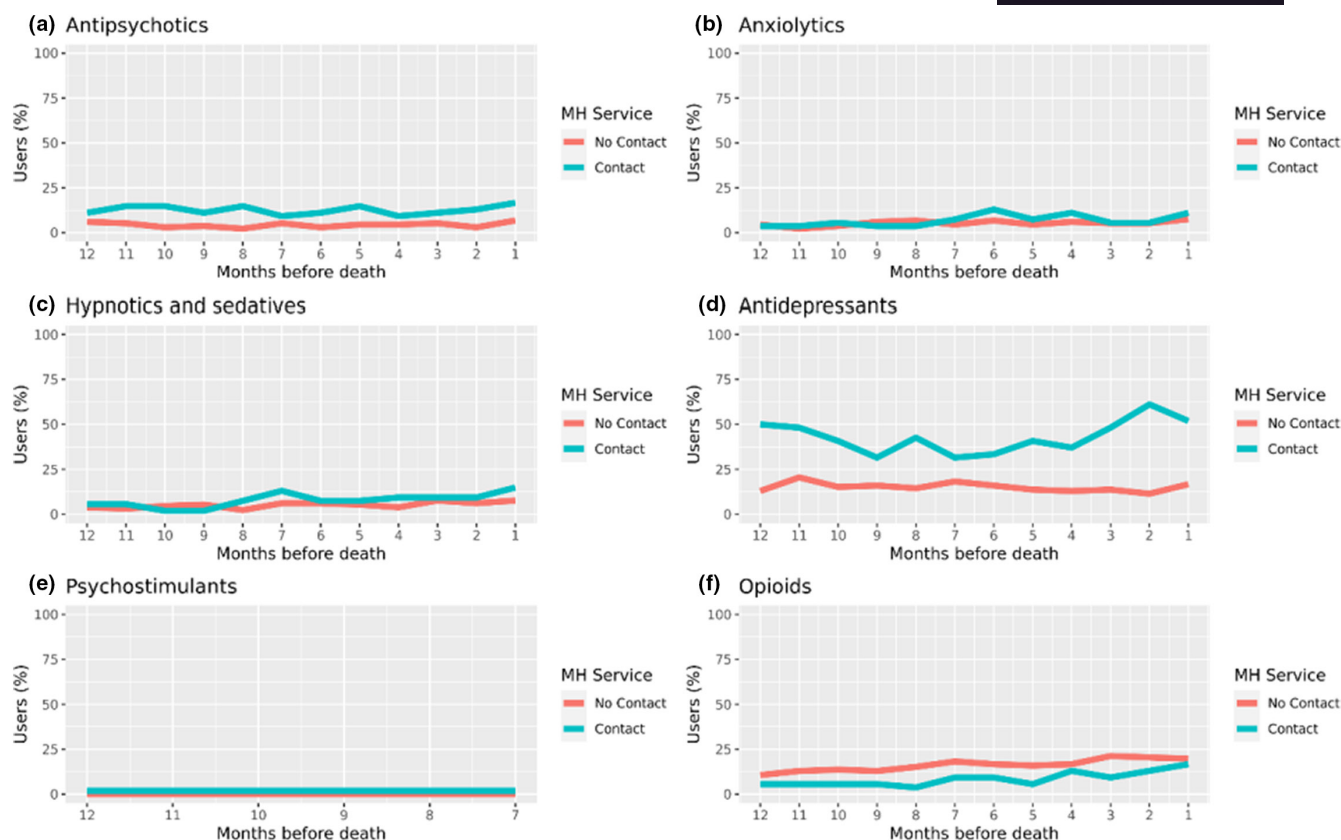 (a) Antipsychotics
100
75
50
25
0
Users (%)
12 11 10 9 8 7 6 5 4 3 2 1
Months before death
MH Service
No Contact
Contact
(b) Anxiolytics
100
75
50
25
0
Users (%)
12 11 10 9 8 7 6 5 4 3 2 1
Months before death
MH Service
No Contact
Contact
(c) Hypnotics and sedatives
100
75
50
25
0
Users (%)
12 11 10 9 8 7 6 5 4 3 2 1
Months before death
MH Service
No Contact
Contact
(d) Antidepressants
100
75
50
25
0
Users (%)
12 11 10 9 8 7 6 5 4 3 2 1
Months before death
MH Service
No Contact
Contact
(e) Psychostimulants
100
75
50
25
0
Users (%)
12 11 10 9 8 7
Months before death
MH Service
No Contact
Contact
(f) Opioids
100
75
50
25
0
Users (%)
12 11 10 9 8 7 6 5 4 3 2 1
Months before death
MH Service
No Contact
Contact